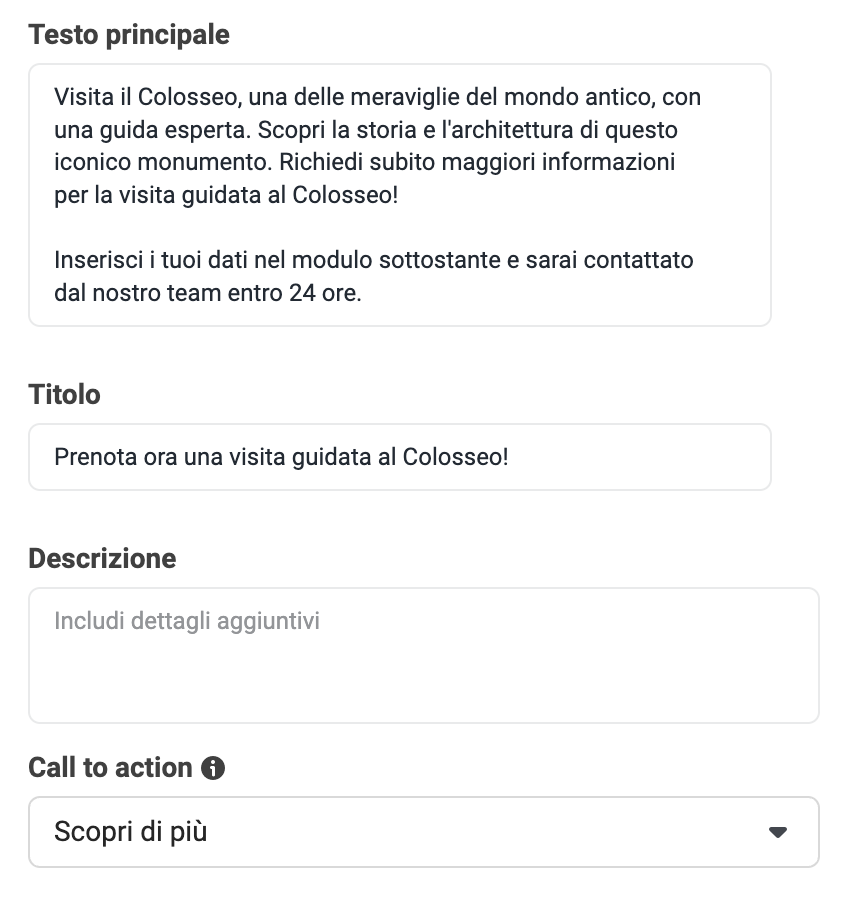 Testo principale
Visita il Colosseo, una delle meraviglie del mondo antico, con
una guida esperta. Scopri la storia e l'architettura di questo
iconico monumento. Richiedi subito maggiori informazioni
per la visita guidata al Colosseo!
Inserisci i tuoi dati nel modulo sottostante e sarai contattato
dal nostro team entro 24 ore.
Titolo
Prenota ora una visita guidata al Colosseo!
Descrizione
Includi dettagli aggiuntivi
Call to action
Scopri di più